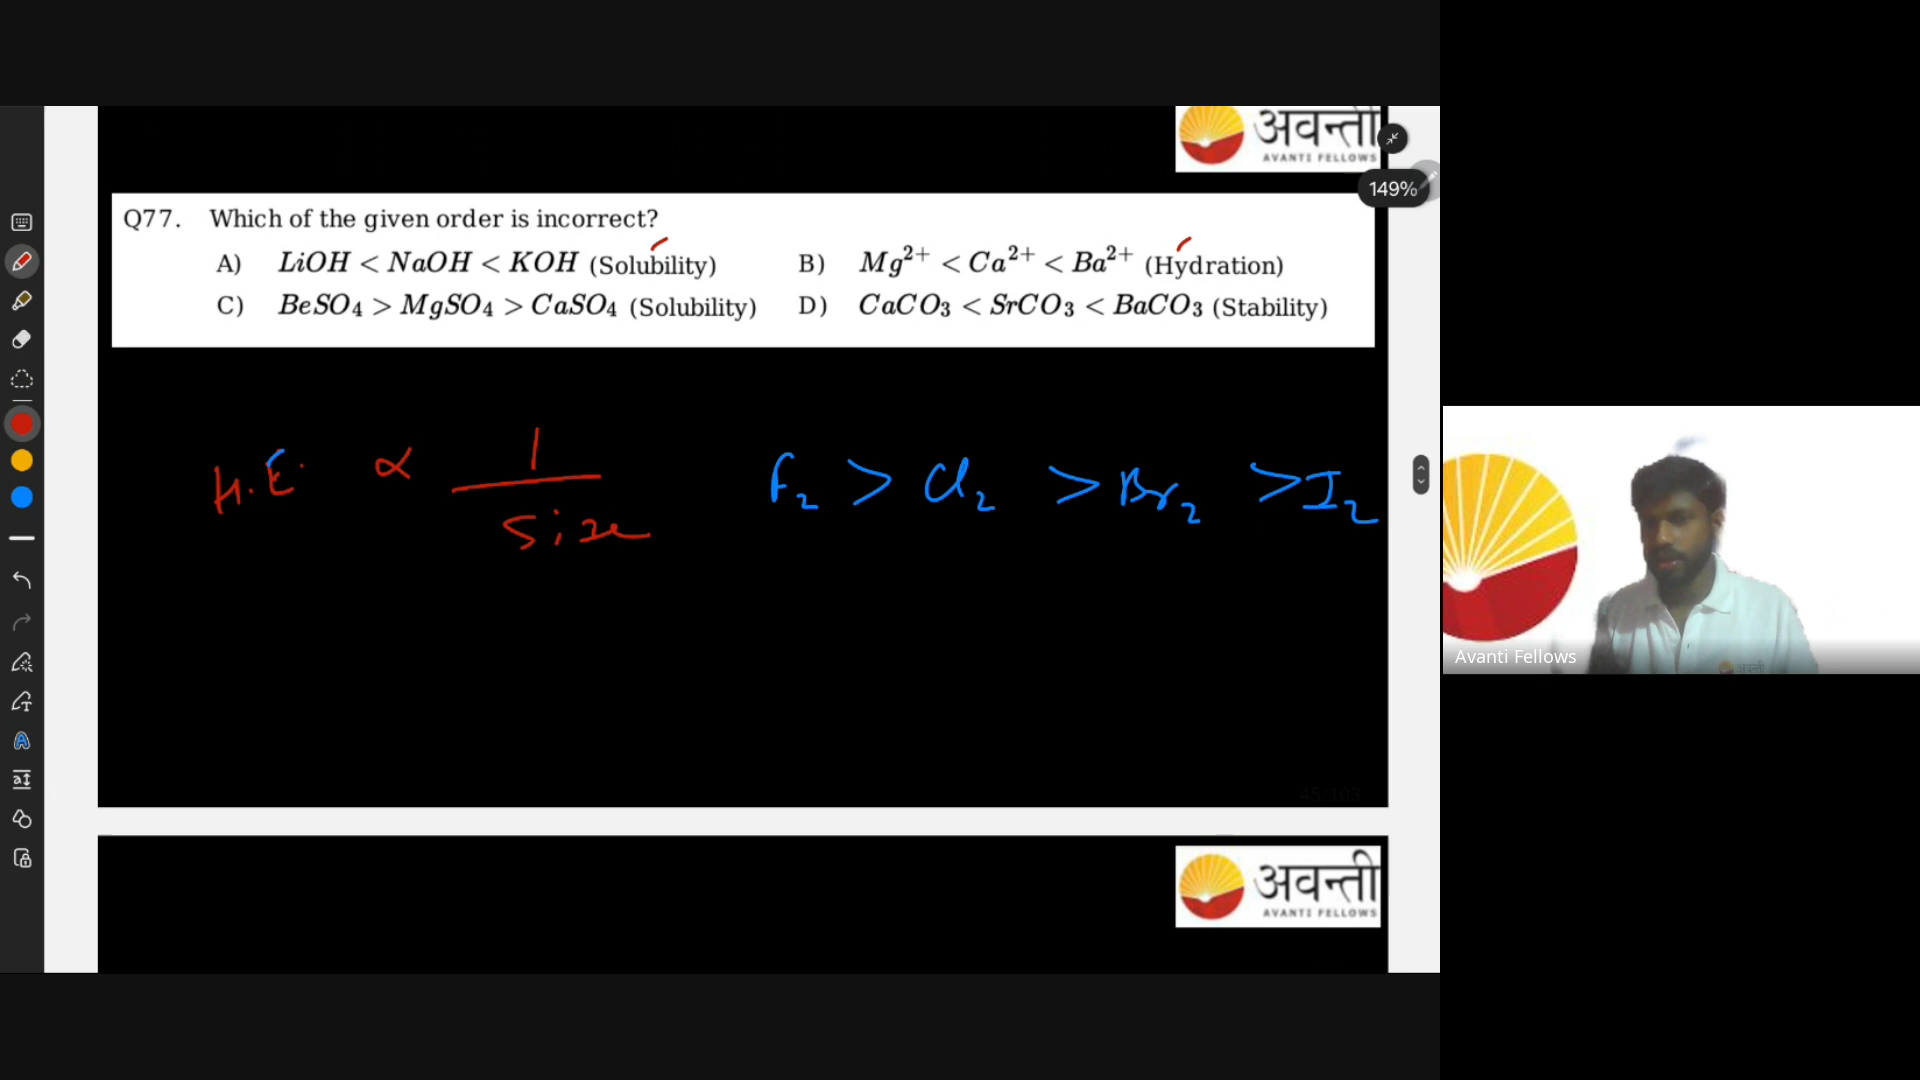 अवन्ती
AVANTI FELLOWS
149%
Q77. Which of the given order is incorrect?
A) LiOH < NaOH < KOH (Solubility) B) Mg²⁺ < Ca²⁺ < Ba²⁺ (Hydration)
C) BeSO₄ > MgSO₄ > CaSO₄ (Solubility) D) CaCO₃ < SrCO₃ < BaCO₃ (Stability)
H.E. ∝ 1/Size F₂ > Cl₂ > Br₂ > I₂
Avanti Fellows
45/103
अवन्ती
AVANTI FELLOWS